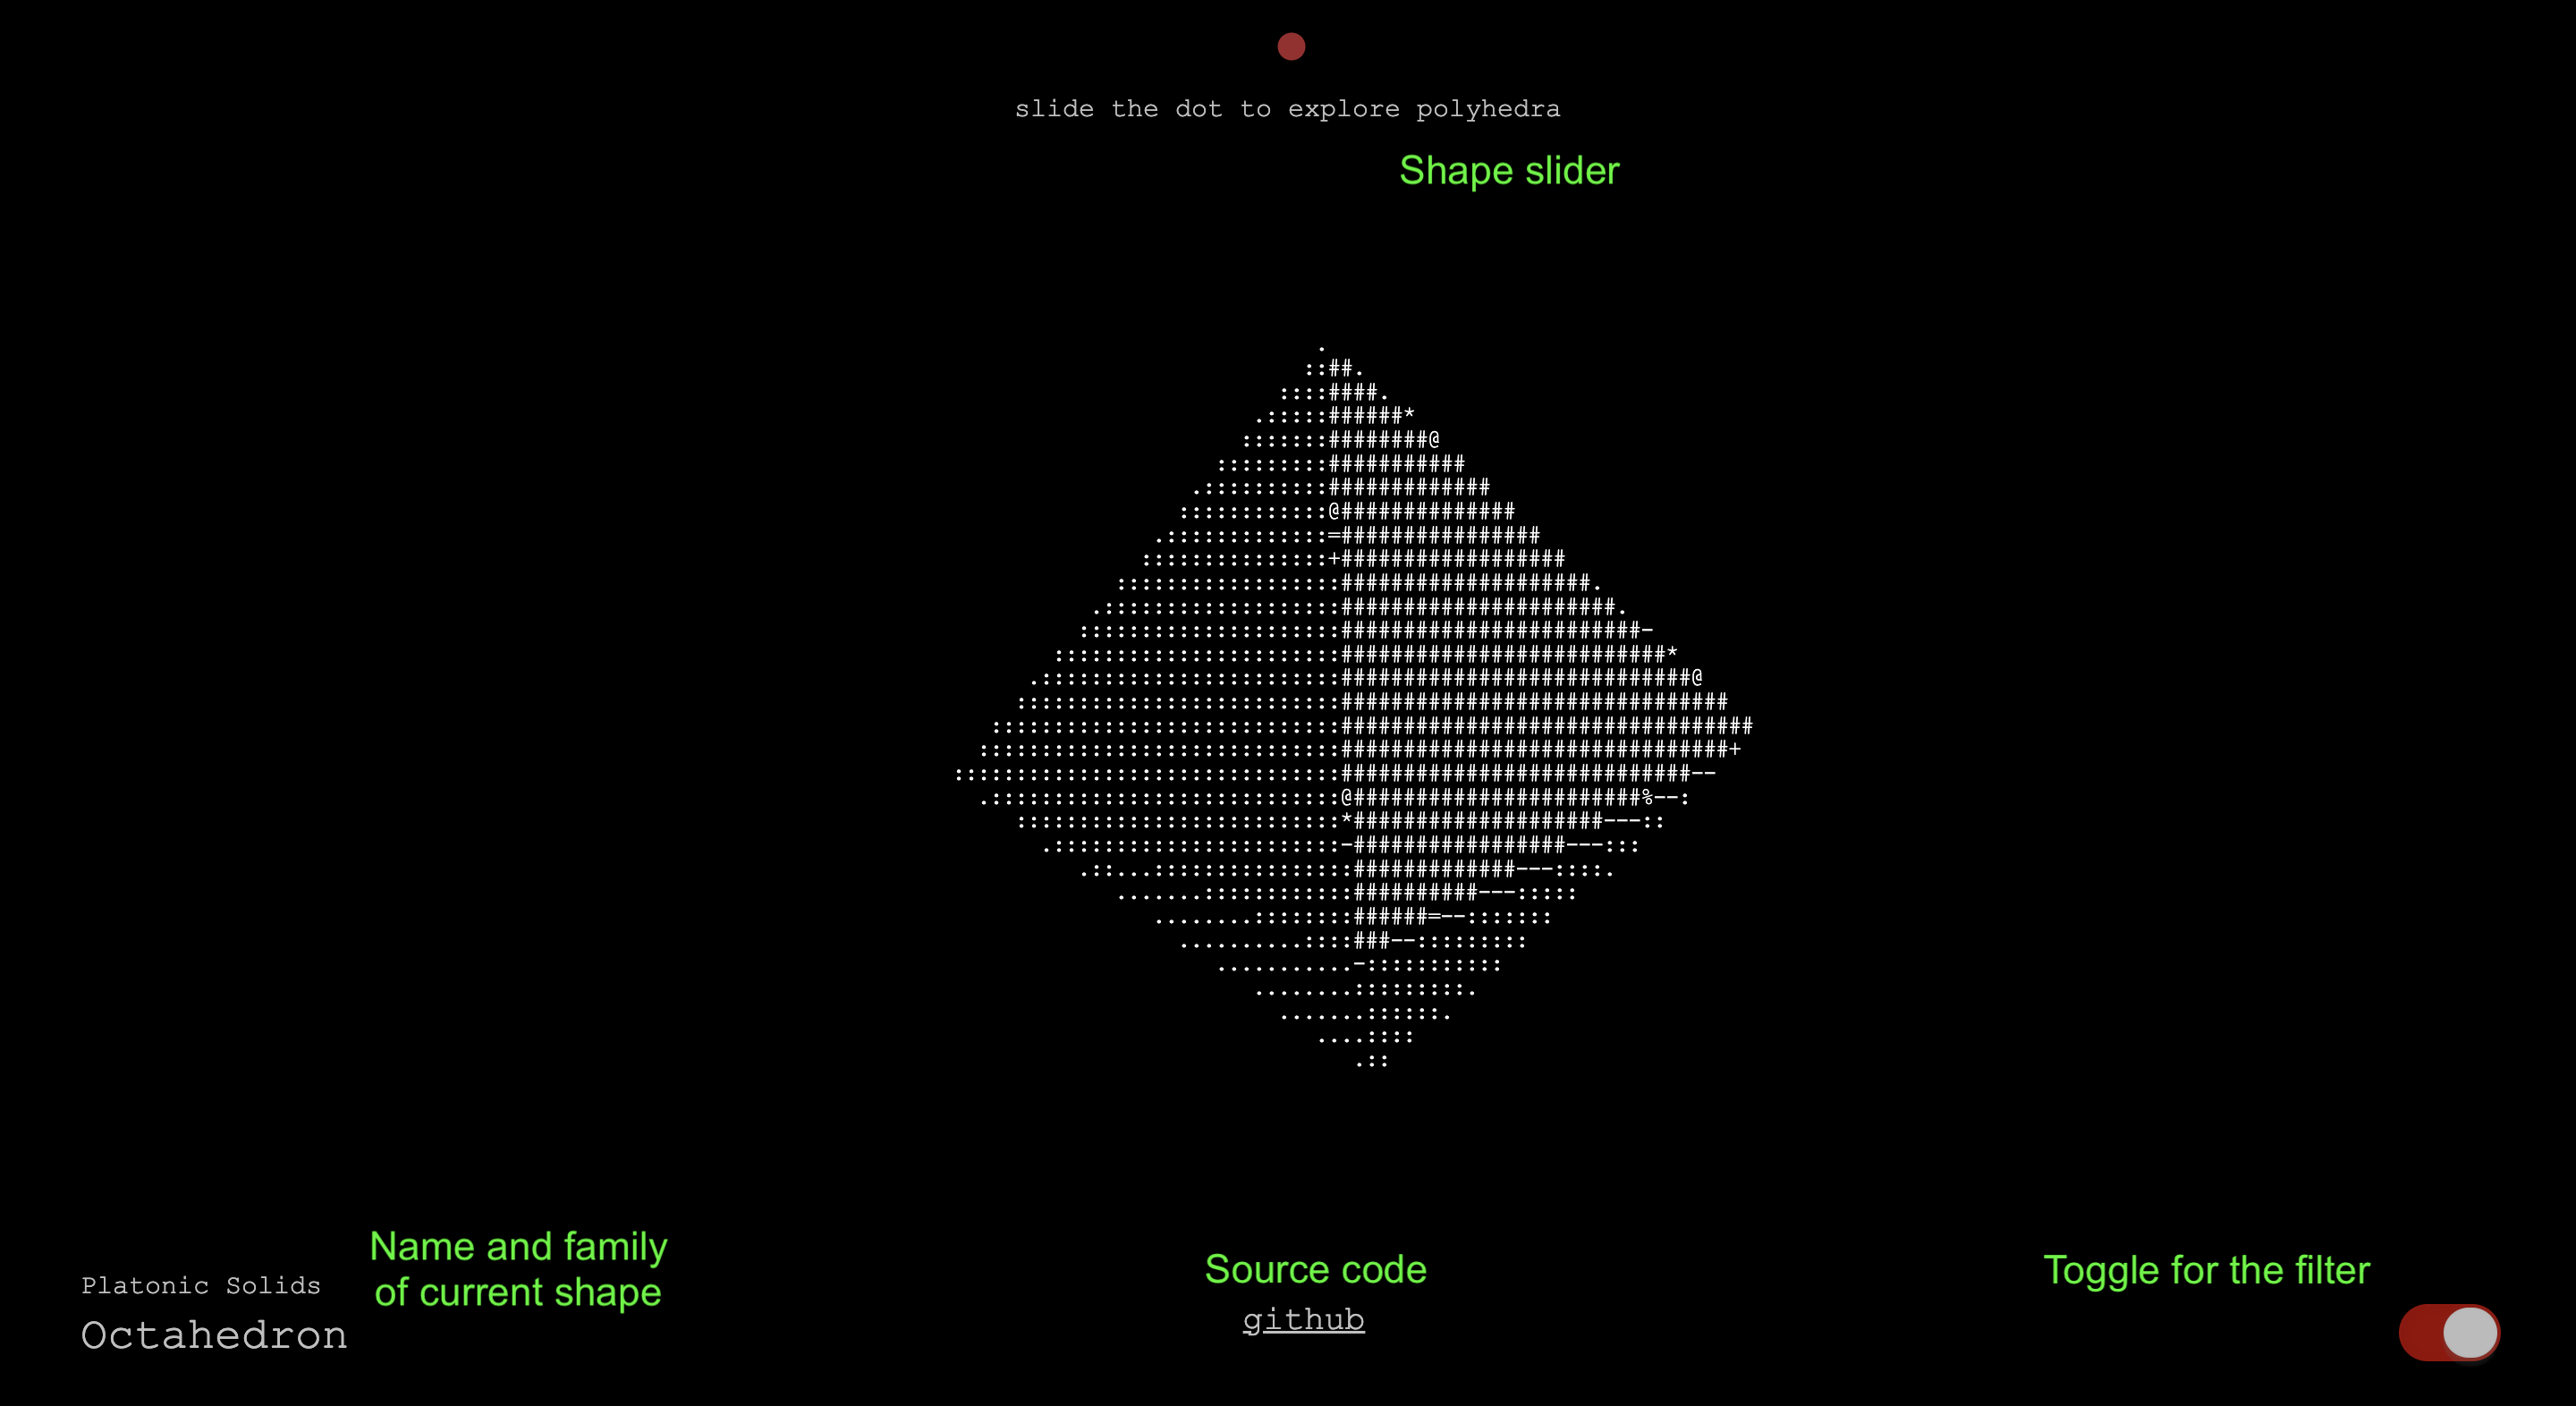 slide the dot to explore polyhedra
Shape slider
Name and family
of current shape
Platonic Solids
Octahedron
Source code
github
Toggle for the filter